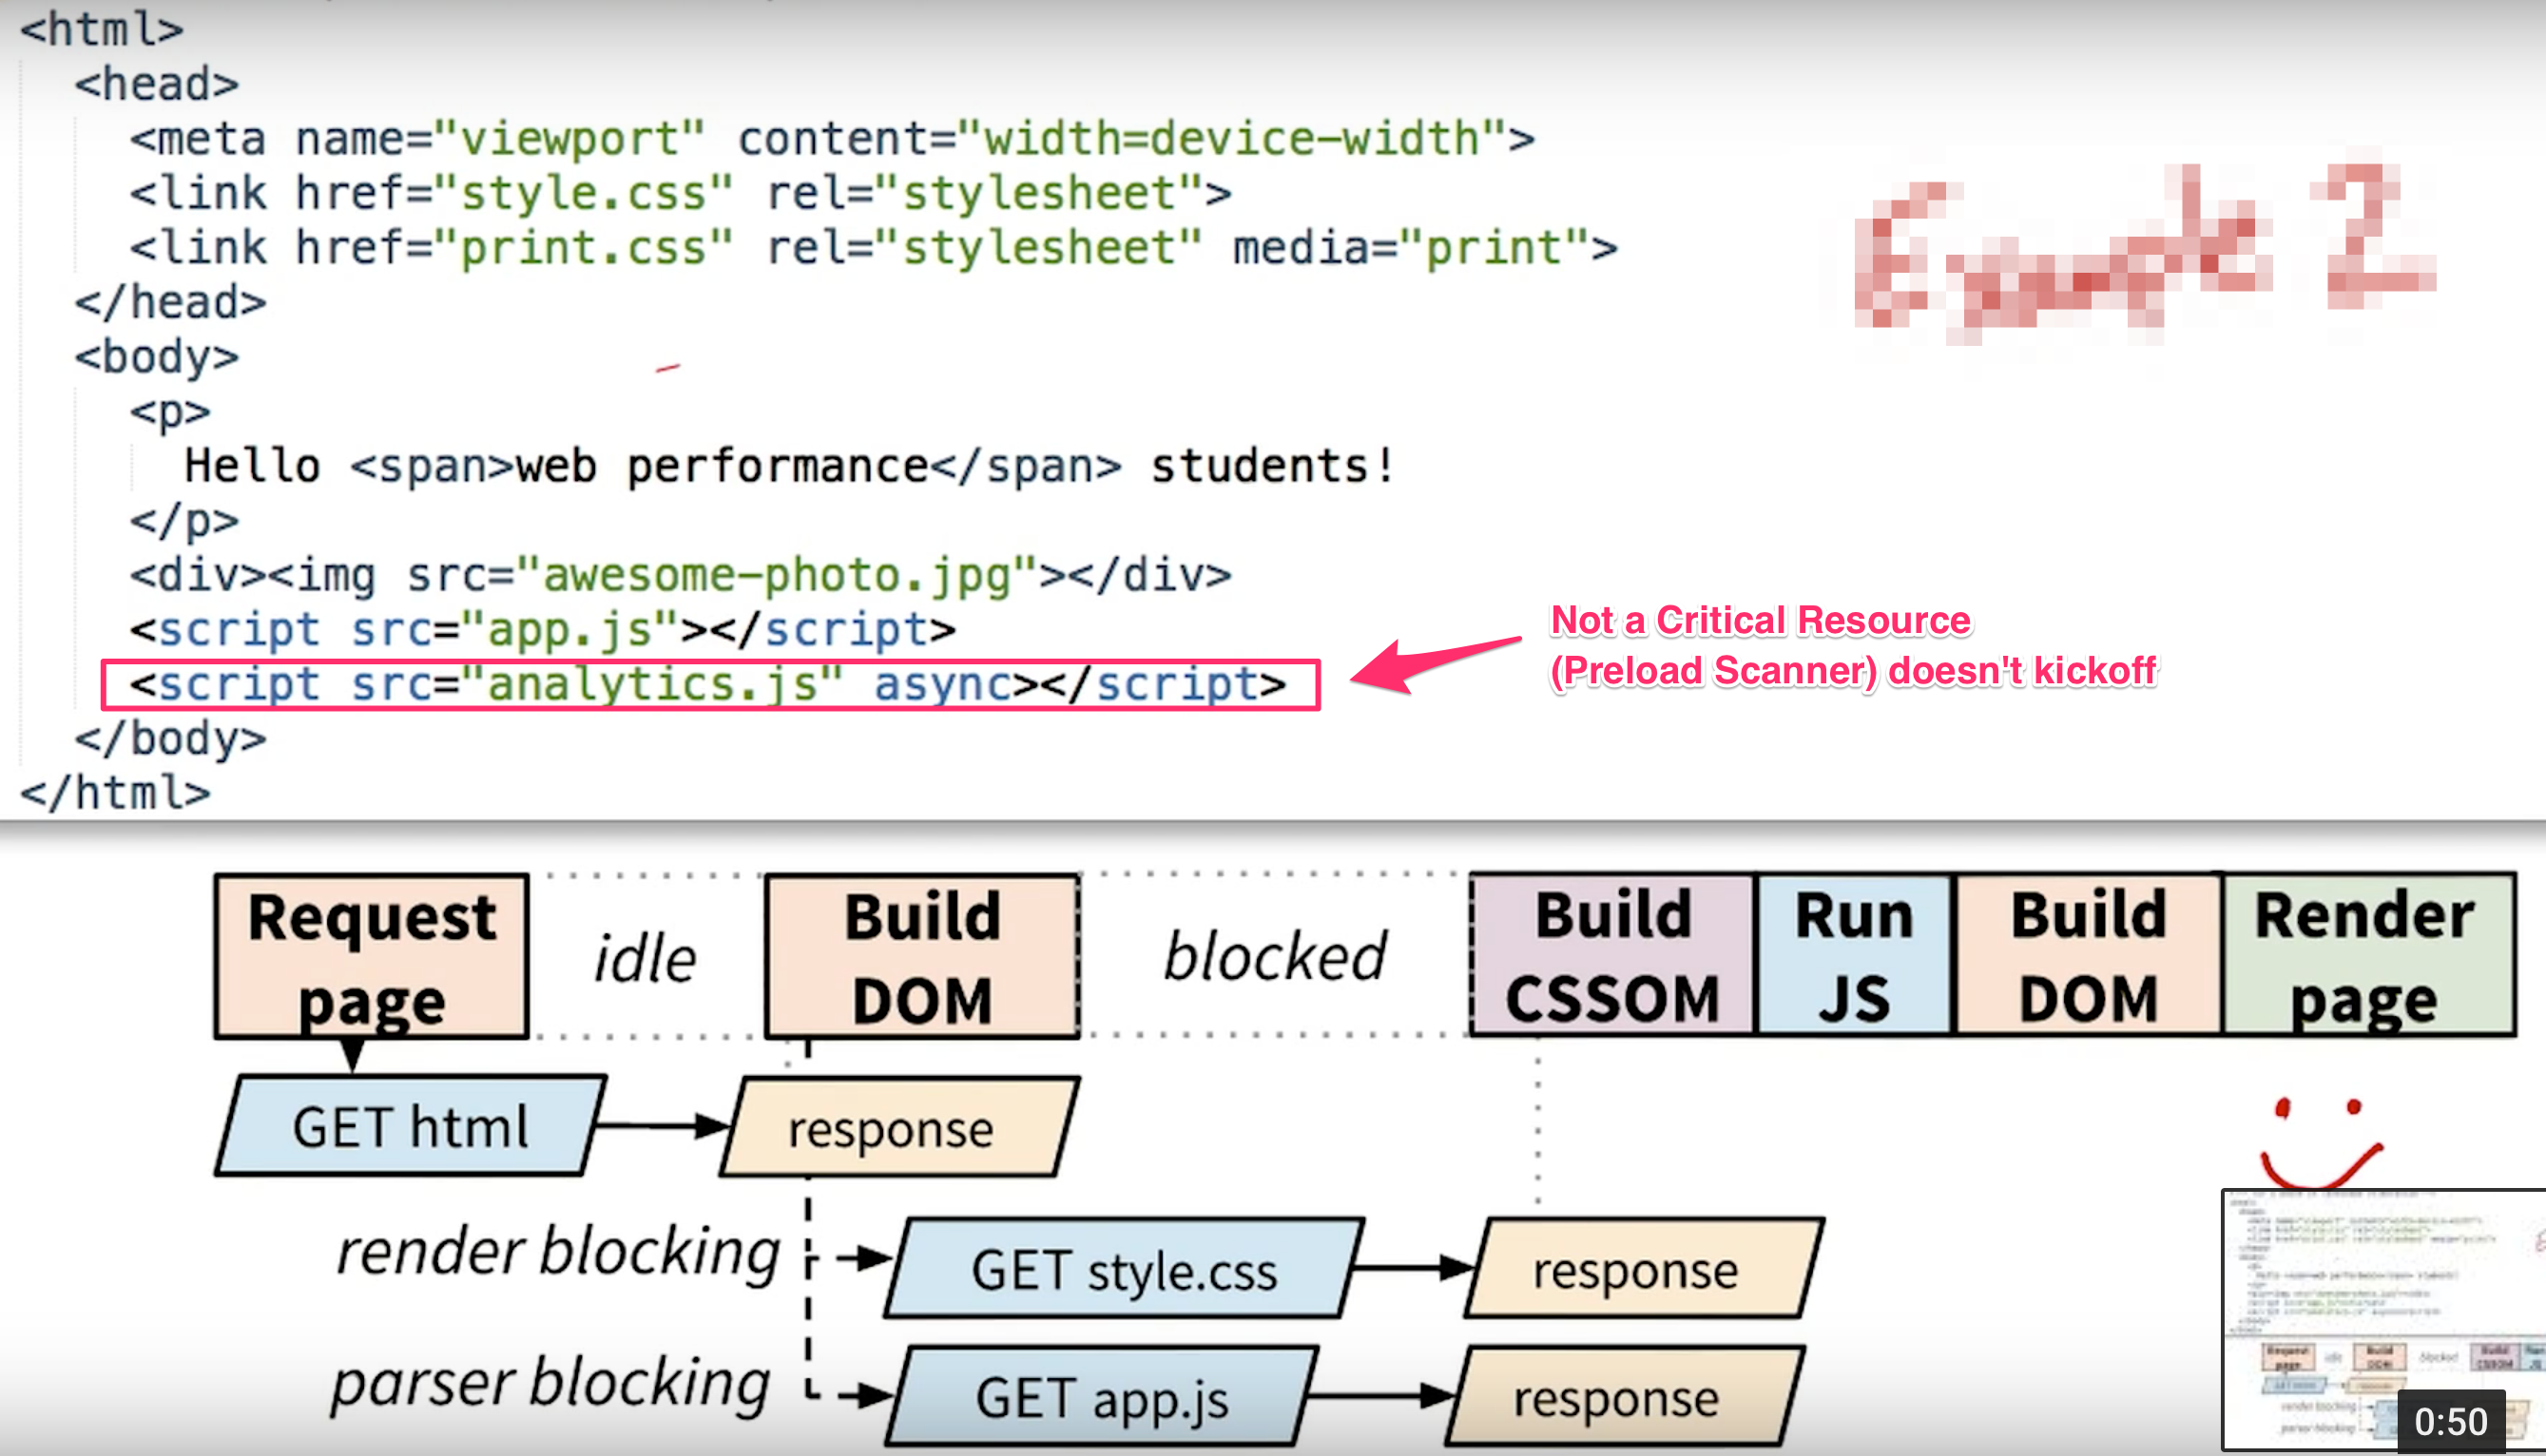 <html>
<head>
<meta name="viewport" content="width=device-width">
<link href="style.css" rel="stylesheet">
<link href="print.css" rel="stylesheet" media="print">
</head>
<body>
<p>
Hello <span>web performance</span> students!
</p>
<div><img src="awesome-photo.jpg"></div>
<script src="app.js"></script>
<script src="analytics.js" async></script>
</body>
</html>
Example 2
Not a Critical Resource
(Preload Scanner) doesn't kickoff
Request page
idle
Build DOM
blocked
Build CSSOM
Run JS
Build DOM
Render page
GET html
response
render blocking
GET style.css
response
parser blocking
GET app.js
response
0:50